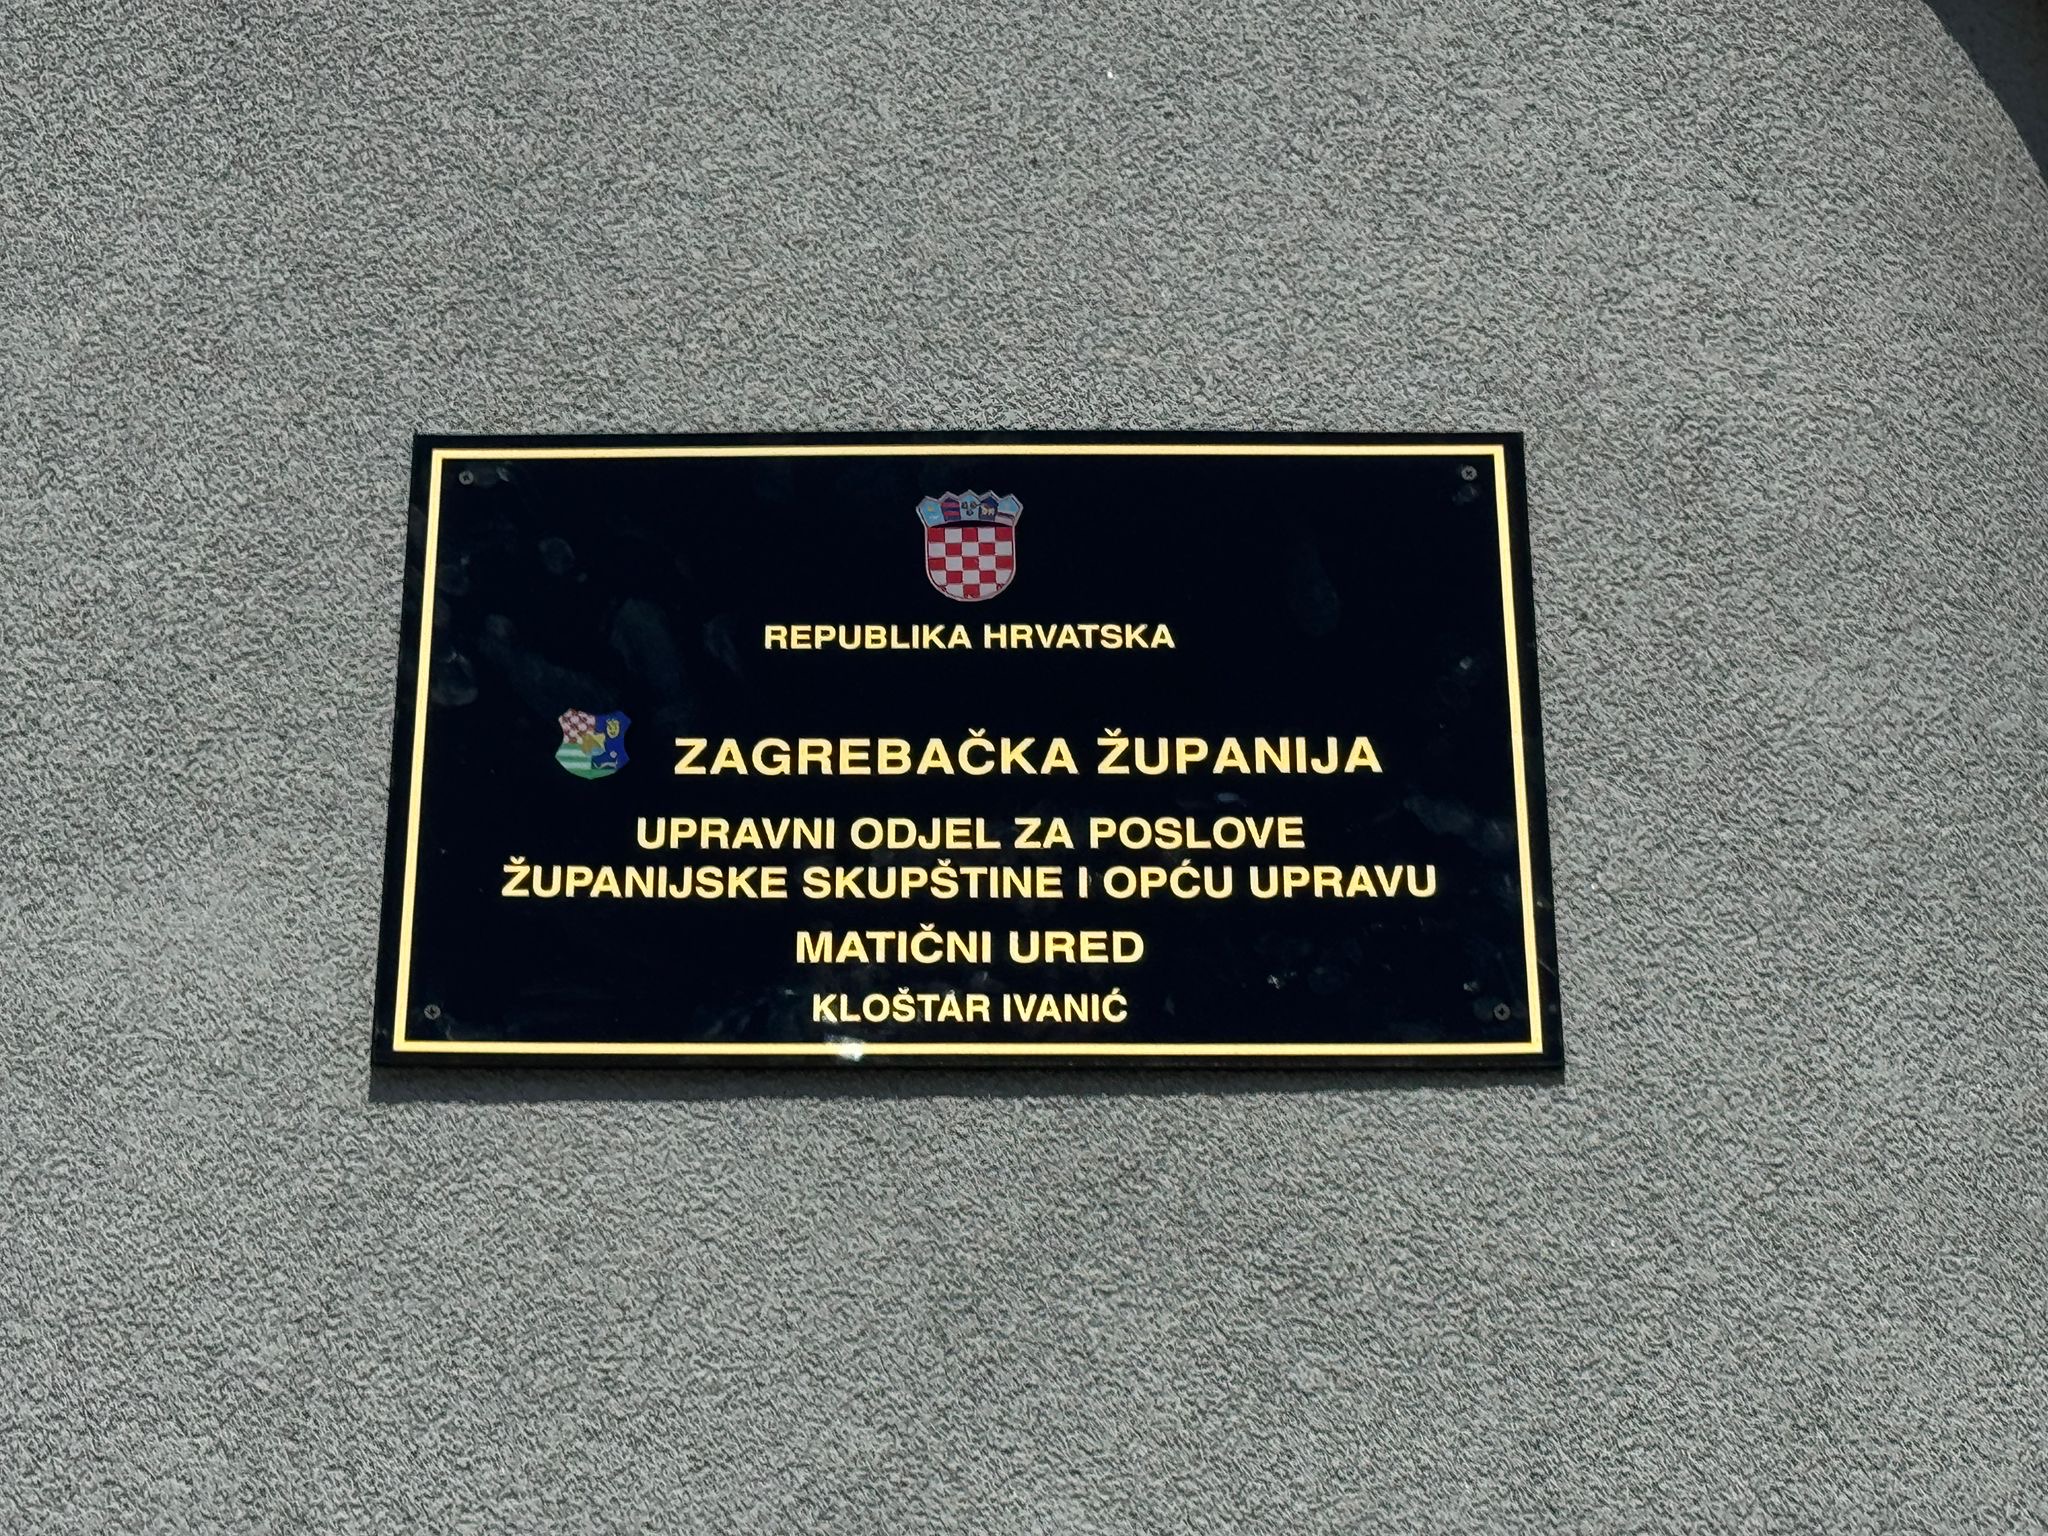 REPUBLIKA HRVATSKA
ZAGREBAČKA ŽUPANIJA
UPRAVNI ODJEL ZA POSLOVE
ŽUPANIJSKE SKUPŠTINE I OPĆU UPRAVU
MATIČNI URED
KLOŠTAR IVANIĆ